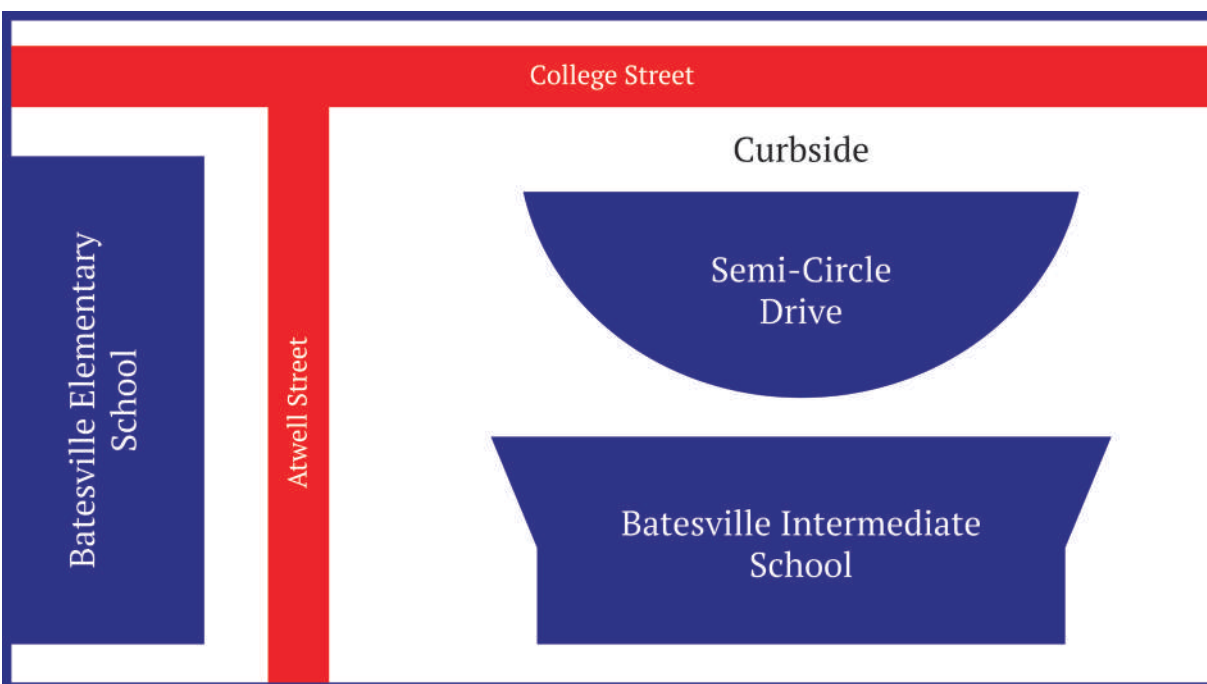 College Street
Curbside
Semi-Circle
Drive
Batesville Elementary
School
Atwell Street
Batesville Intermediate
School